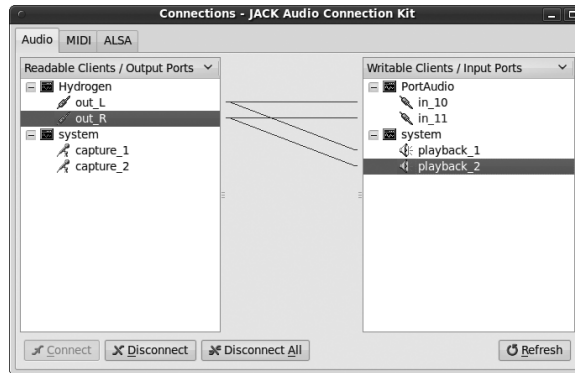 Connections - JACK Audio Connection Kit
Audio MIDI ALSA
Readable Clients / Output Ports
Hydrogen
out_L
out_R
system
capture_1
capture_2
Writable Clients / Input Ports
PortAudio
in_10
in_11
system
playback_1
playback_2
Connect Disconnect Disconnect All Refresh